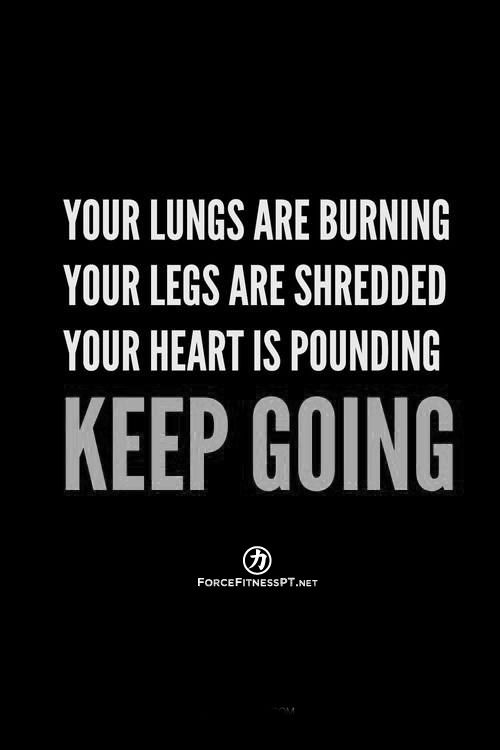 YOUR LUNGS ARE BURNING
YOUR LEGS ARE SHREDDED
YOUR HEART IS POUNDING
KEEP GOING
力
FORCEFITNESSPT.NET